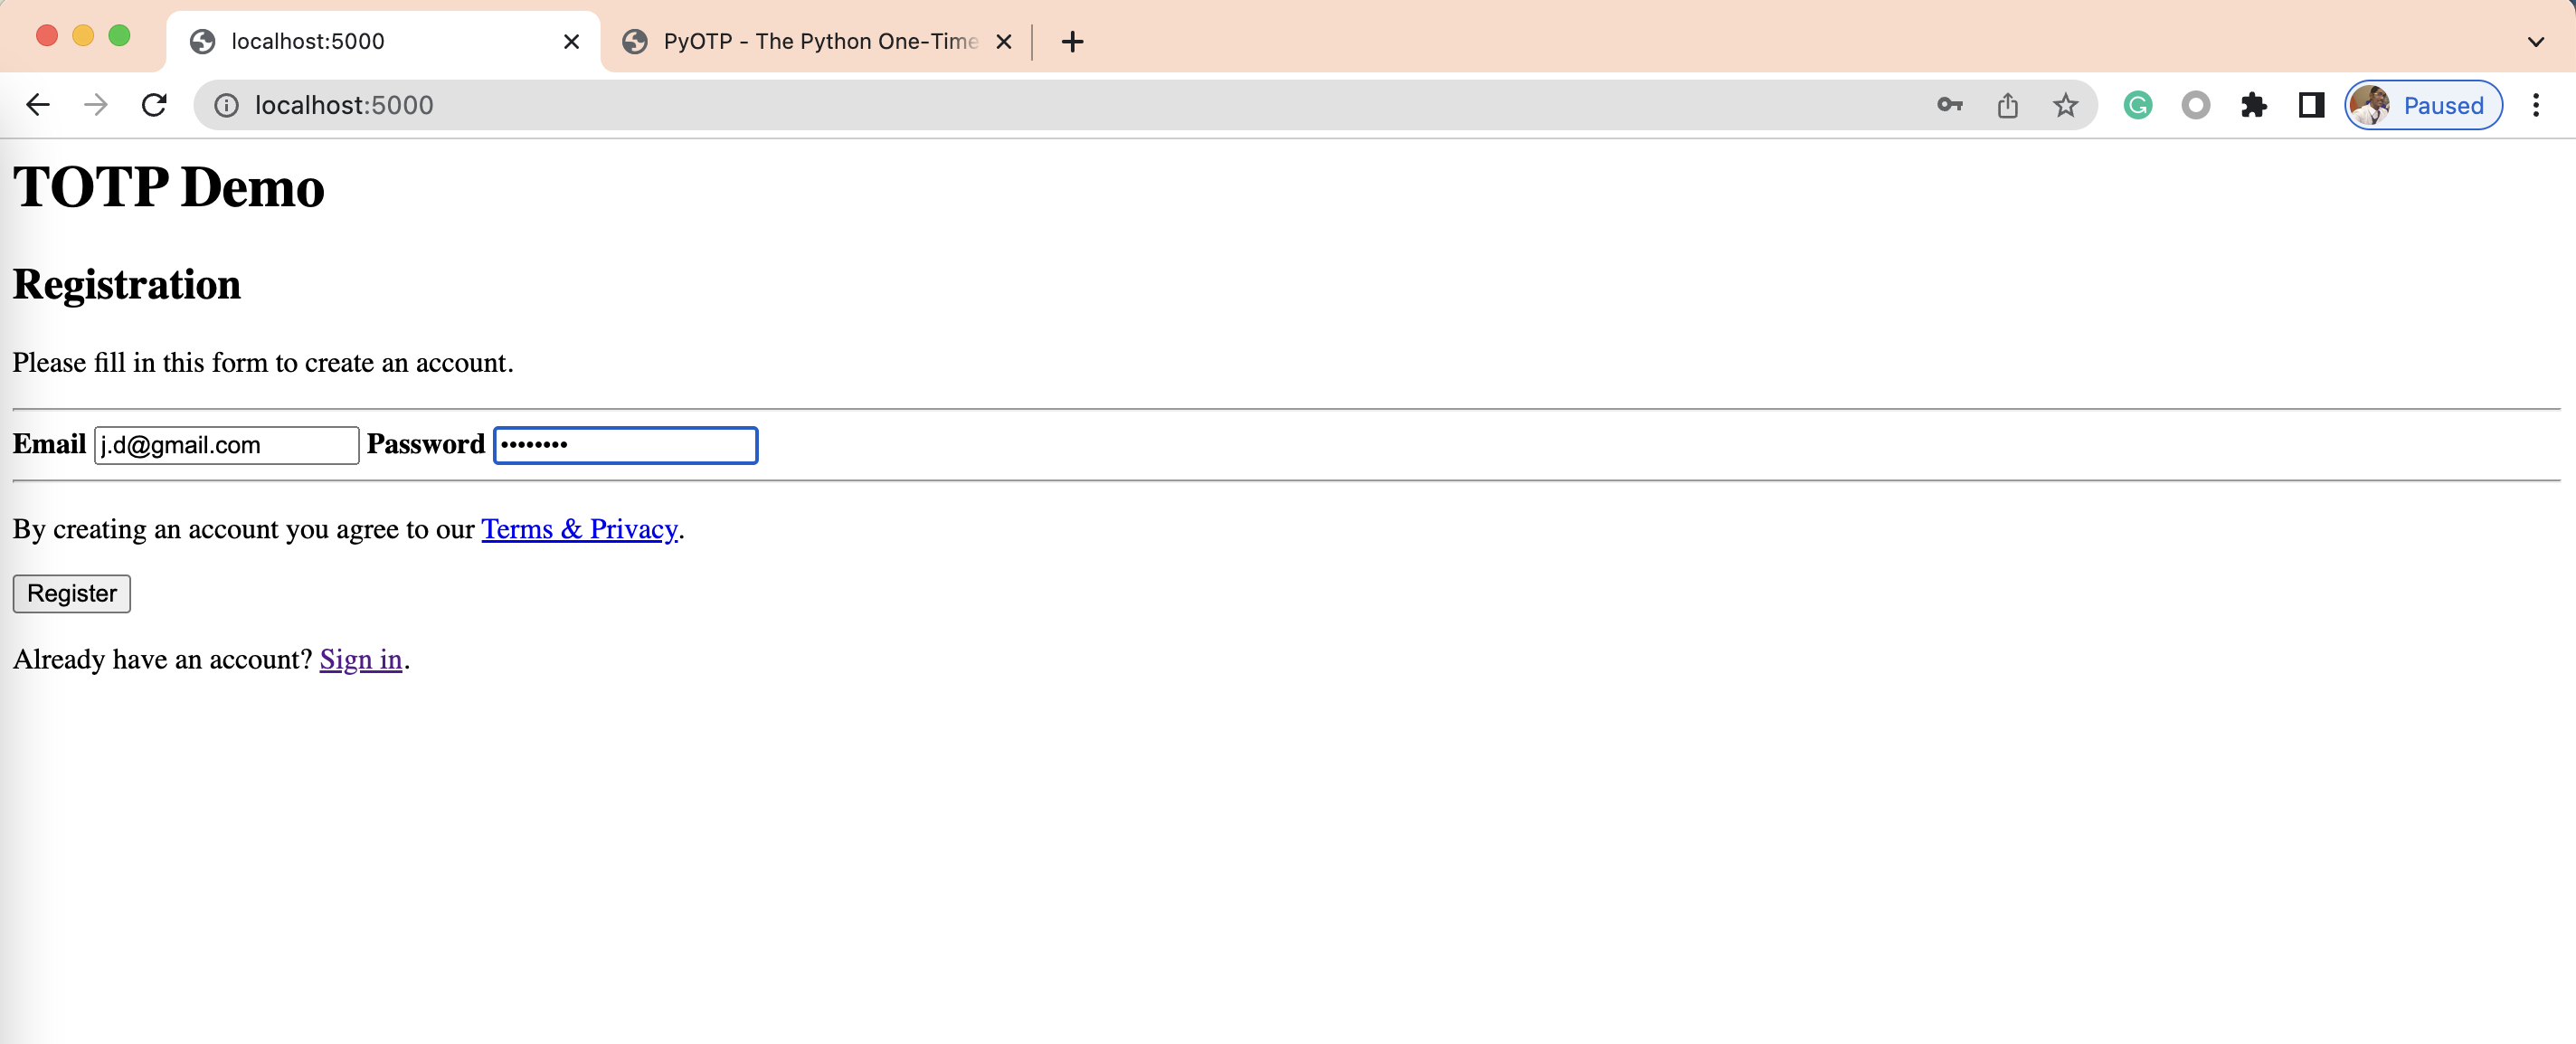 localhost:5000
PyOTP - The Python One-Time
localhost:5000
Paused
TOTP Demo
Registration
Please fill in this form to create an account.
Email j.d@gmail.com Password ••••••••
By creating an account you agree to our Terms & Privacy.
Register
Already have an account? Sign in.